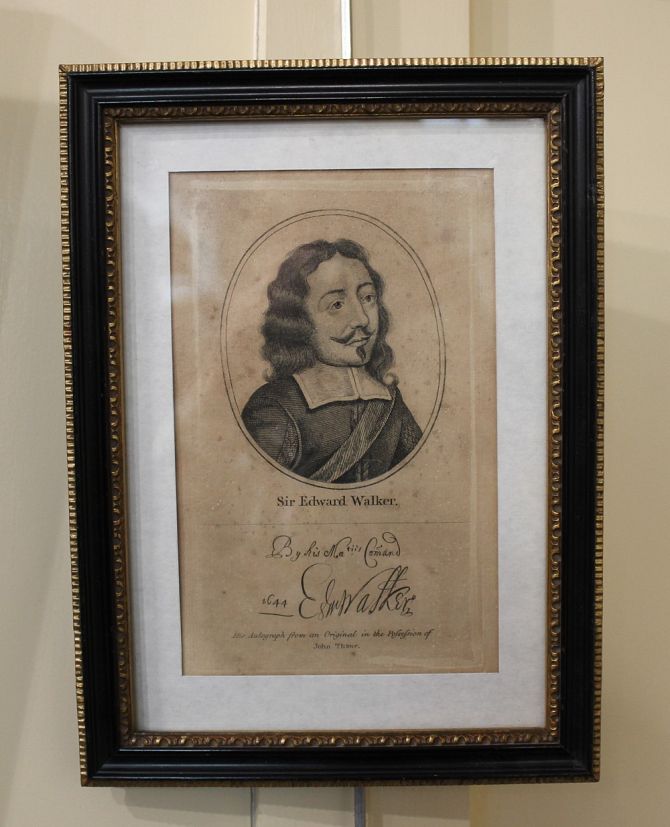 Sir Edward Walker.
By his Ma^ties Comand
1644 Edw Walker
His Autograph from an Original in the Possession of
John Thane.